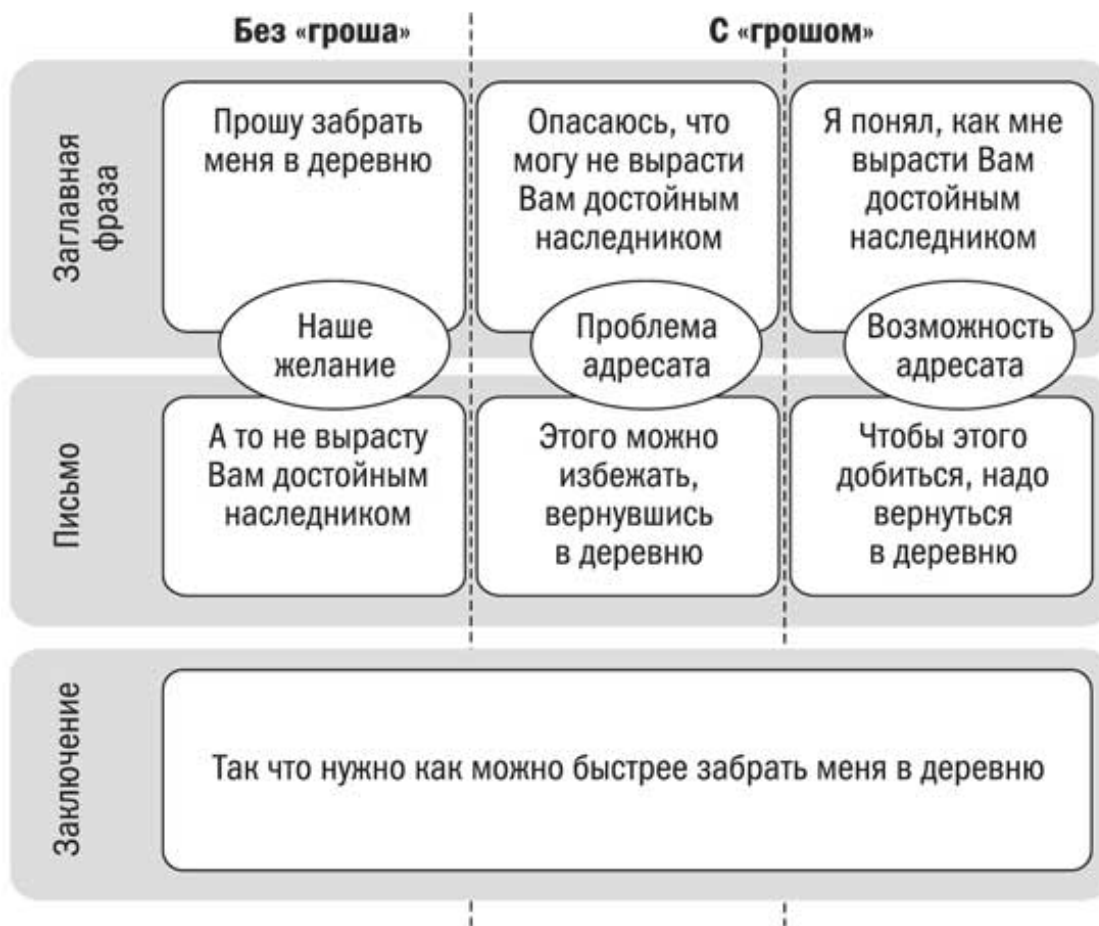 Без «гроша»
С «грошом»
Заглавная
фраза
Прошу забрать
меня в деревню
Опасаюсь, что
могу не вырасти
Вам достойным
наследником
Я понял, как мне
вырасти Вам
достойным
наследником
Наше
желание
Проблема
адресата
Возможность
адресата
Письмо
А то не вырасту
Вам достойным
наследником
Этого можно
избежать,
вернувшись
в деревню
Чтобы этого
добиться, надо
вернуться
в деревню
Заключение
Так что нужно как можно быстрее забрать меня в деревню